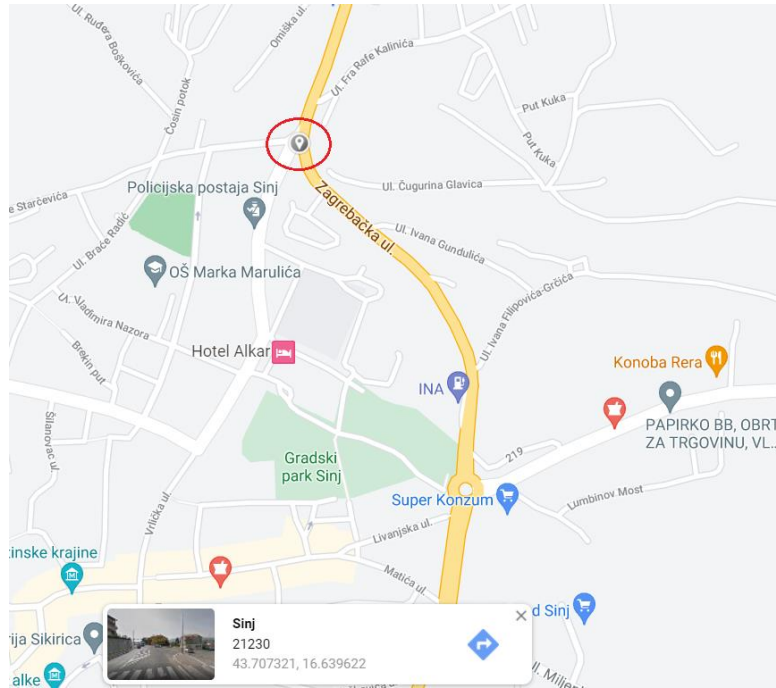 Ul. Ruđera Boškovića
Omiška ul.
Ul. Fra Rafe Kalinića
Čosin potok
Put Kuka
Put Kuka
e Starčevića
Policijska postaja Sinj
Ul. Čugurina Glavica
Zagrebačka ul.
Ul. Braće Radić
Ul. Ivana Gundulića
OŠ Marka Marulića
Ul. Vladimira Nazora
Ul. Ivana Filipovića-Grčića
Brekin put
Hotel Alkar
Konoba Rera
INA
PAPIRKO BB, OBRT
ZA TRGOVINU, VL...
Šilanovac ul.
Gradski
park Sinj
219
Super Konzum
Lumbinov Most
Vrlička ul.
Livanjska ul.
tinske krajine
Matića ul.
d Sinj
rija Sikirica
Sinj
21230
43.707321, 16.639622
alke
Ul. Miljen